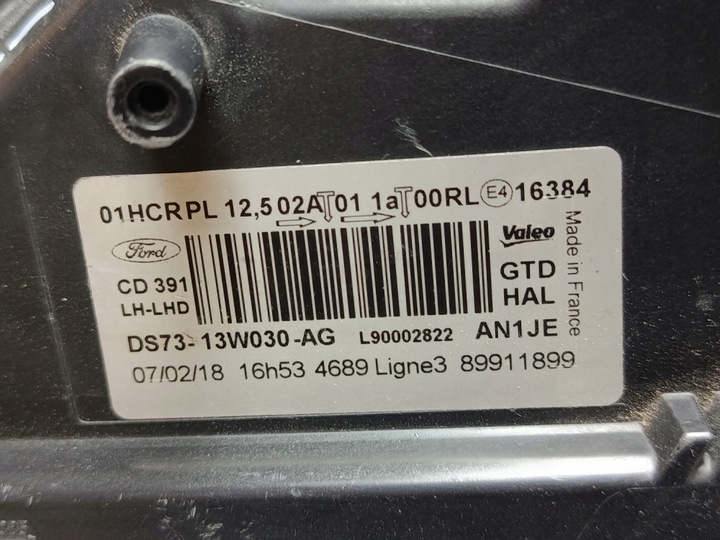 01HCRPL 12,5 02A 01 1a 00RL E4 16384
Ford
Valeo
CD 391
GTD
LH-LHD
HAL
DS73-13W030-AG L90002822 AN1JE
07/02/18 16h53 4689 Ligne3 89911899
Made in France